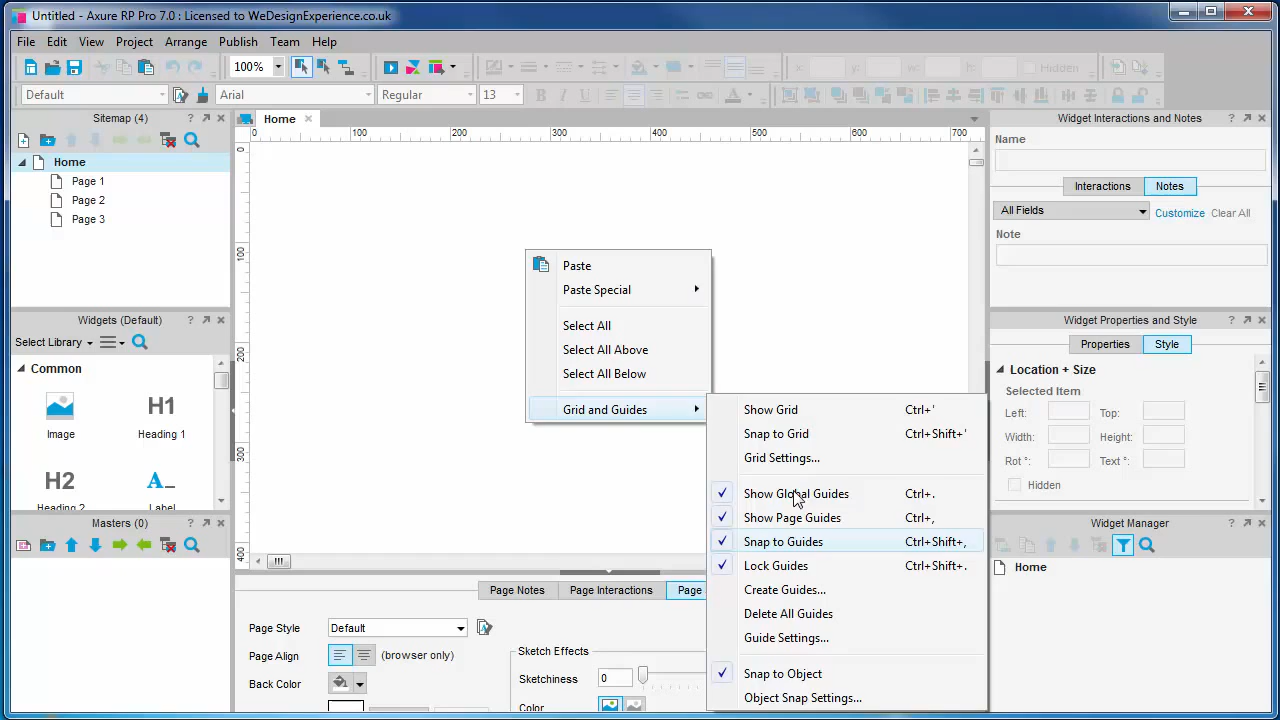 Untitled - Axure RP Pro 7.0 : Licensed to WeDesignExperience.co.uk
File Edit View Project Arrange Publish Team Help
100%
Default Arial Regular 13 B I U A
x: y: w: h: Hidden
Sitemap (4) ?
Home
Page 1
Page 2
Page 3
Widgets (Default) ?
Select Library
Common
Image
H1
Heading 1
H2
A_
Label
Masters (0) ?
Home
0 100 200 300 400 500 600 700
0
100
200
300
400
Paste
Paste Special
Select All
Select All Above
Select All Below
Grid and Guides
Show Grid Ctrl+'
Snap to Grid Ctrl+Shift+'
Grid Settings...
Show Global Guides Ctrl+.
Show Page Guides Ctrl+,
Snap to Guides Ctrl+Shift+,
Lock Guides Ctrl+Shift+.
Create Guides...
Delete All Guides
Guide Settings...
Snap to Object
Object Snap Settings...
Page Notes Page Interactions Page
Page Style Default
Page Align (browser only)
Back Color
Sketch Effects
Sketchiness 0
Color
Widget Interactions and Notes ?
Name
Interactions Notes
All Fields Customize Clear All
Note
Widget Properties and Style ?
Properties Style
Location + Size
Selected Item
Left: Top:
Width: Height:
Rot °: Text °:
Hidden
Widget Manager ?
Home